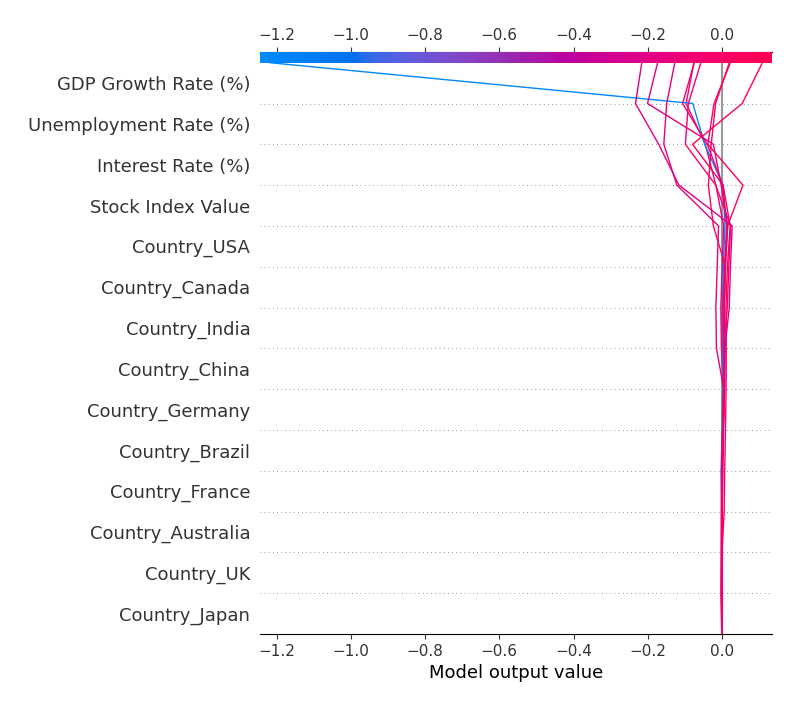 −1.2 −1.0 −0.8 −0.6 −0.4 −0.2 0.0
GDP Growth Rate (%)
Unemployment Rate (%)
Interest Rate (%)
Stock Index Value
Country_USA
Country_Canada
Country_India
Country_China
Country_Germany
Country_Brazil
Country_France
Country_Australia
Country_UK
Country_Japan
−1.2 −1.0 −0.8 −0.6 −0.4 −0.2 0.0
Model output value